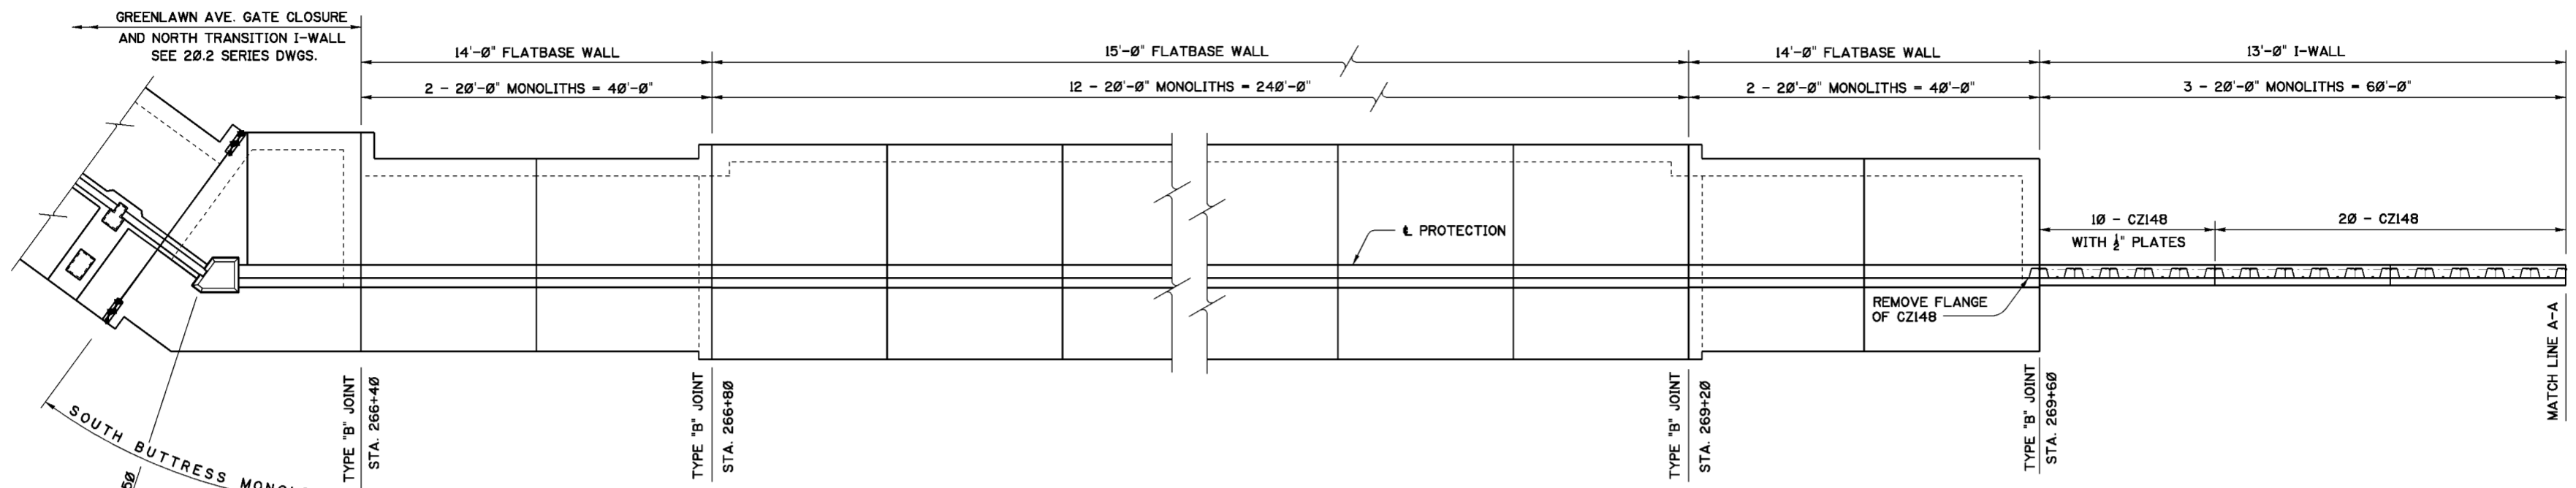 GREENLAWN AVE. GATE CLOSURE
AND NORTH TRANSITION I-WALL
SEE 20.2 SERIES DWGS.
14'-0" FLATBASE WALL
15'-0" FLATBASE WALL
14'-0" FLATBASE WALL
13'-0" I-WALL
2 - 20'-0" MONOLITHS = 40'-0"
12 - 20'-0" MONOLITHS = 240'-0"
2 - 20'-0" MONOLITHS = 40'-0"
3 - 20'-0" MONOLITHS = 60'-0"
℄ PROTECTION
10 - CZ148
WITH ½" PLATES
20 - CZ148
REMOVE FLANGE
OF CZ148
MATCH LINE A-A
TYPE "B" JOINT
STA. 266+40
TYPE "B" JOINT
STA. 266+80
TYPE "B" JOINT
STA. 269+20
TYPE "B" JOINT
STA. 269+60
SOUTH BUTTRESS
50